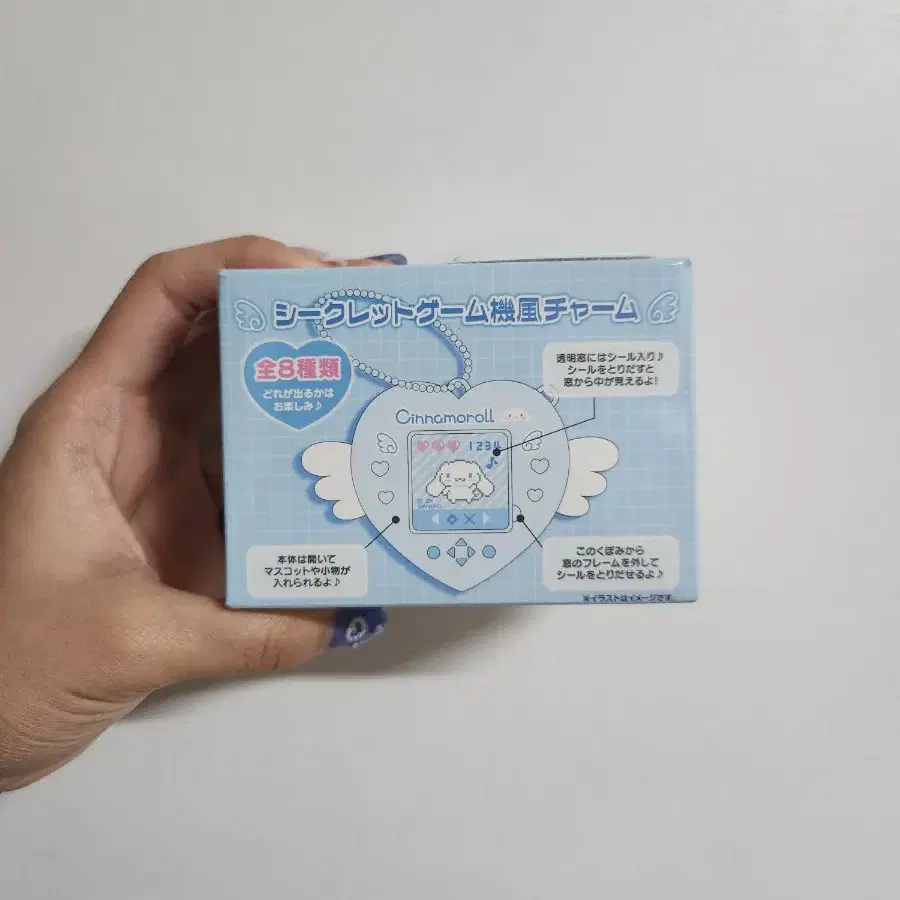 シークレットゲーム機風チャーム
全8種類
どれが出るかは
お楽しみ♪
透明窓にはシール入り♪
シールをとりだすと
窓から中が見えるよ!
Cinnamoroll
本体は開いて
マスコットや小物が
入れられるよ♪
このくぼみから
窓のフレームを外して
シールをとりだせるよ♪
※イラストはイメージです。